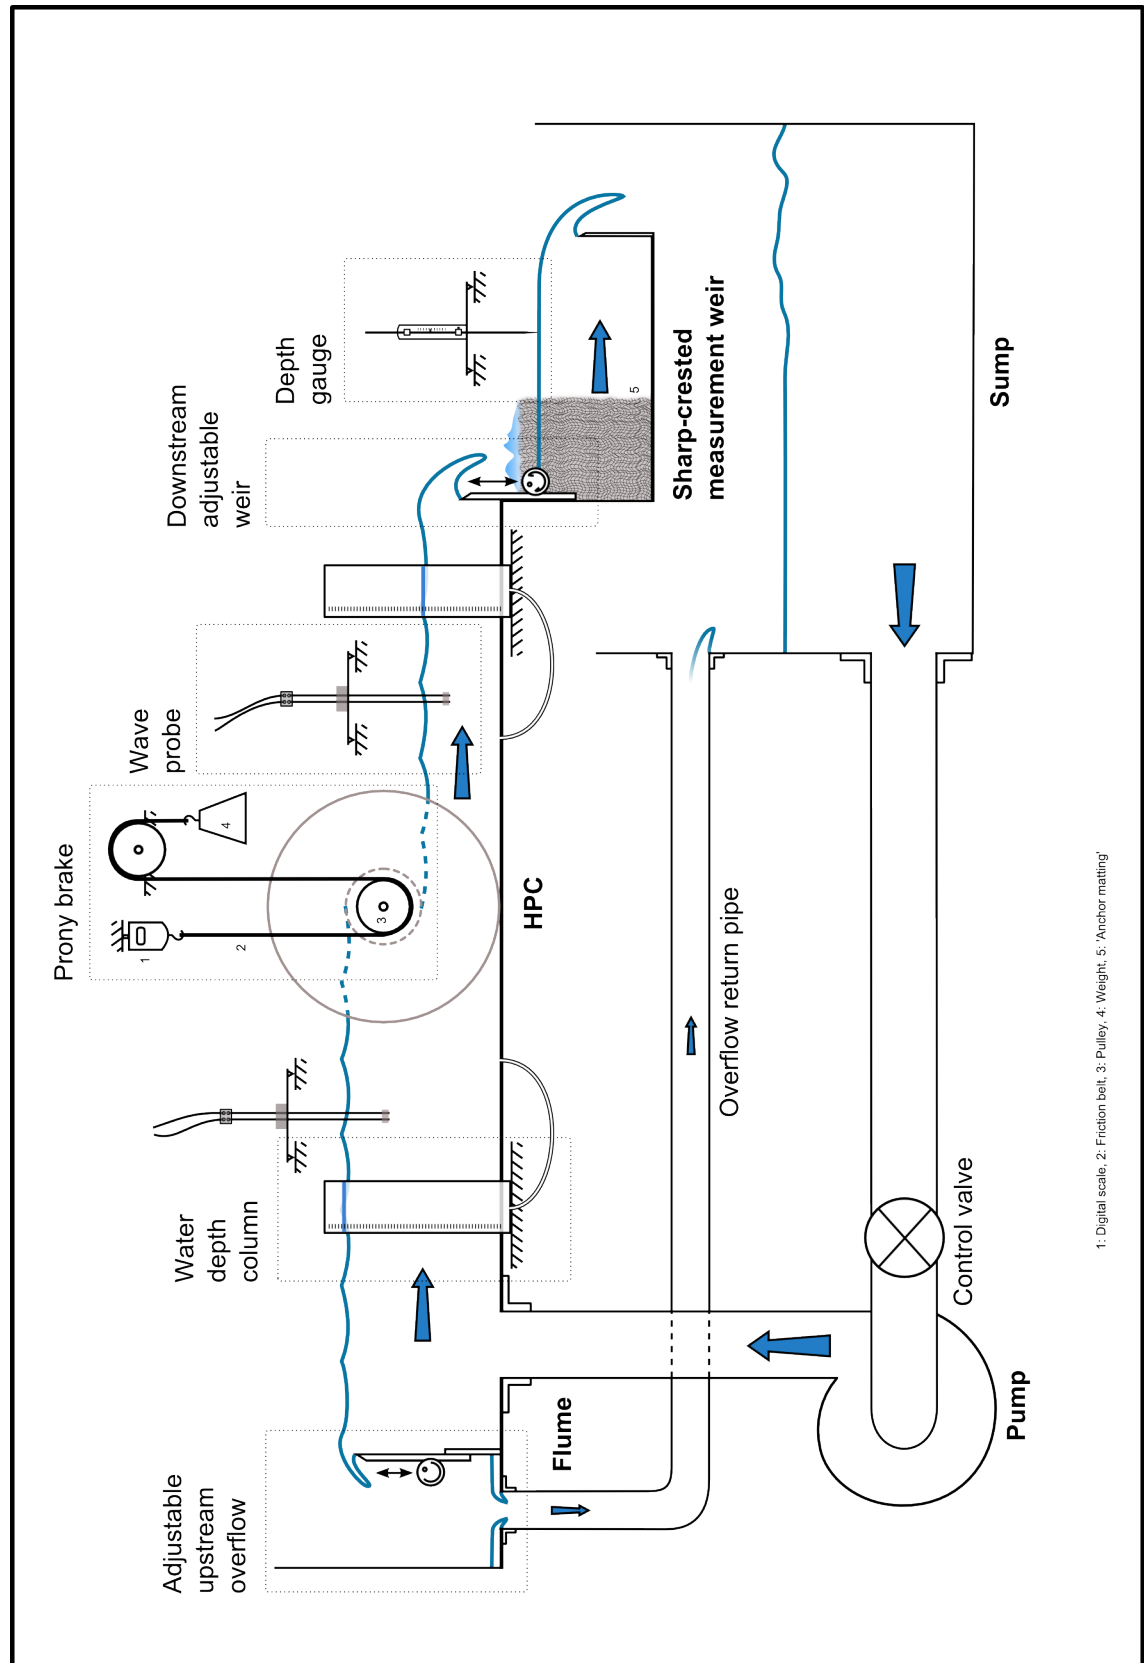 Adjustable
upstream
overflow
Water
depth
column
Prony brake
Wave
probe
Downstream
adjustable
weir
Depth
gauge
1
2
3
4
5
HPC
Flume
Sharp-crested
measurement weir
Overflow return pipe
Control valve
Pump
Sump
1: Digital scale, 2: Friction belt, 3: Pulley, 4: Weight, 5: 'Anchor matting'